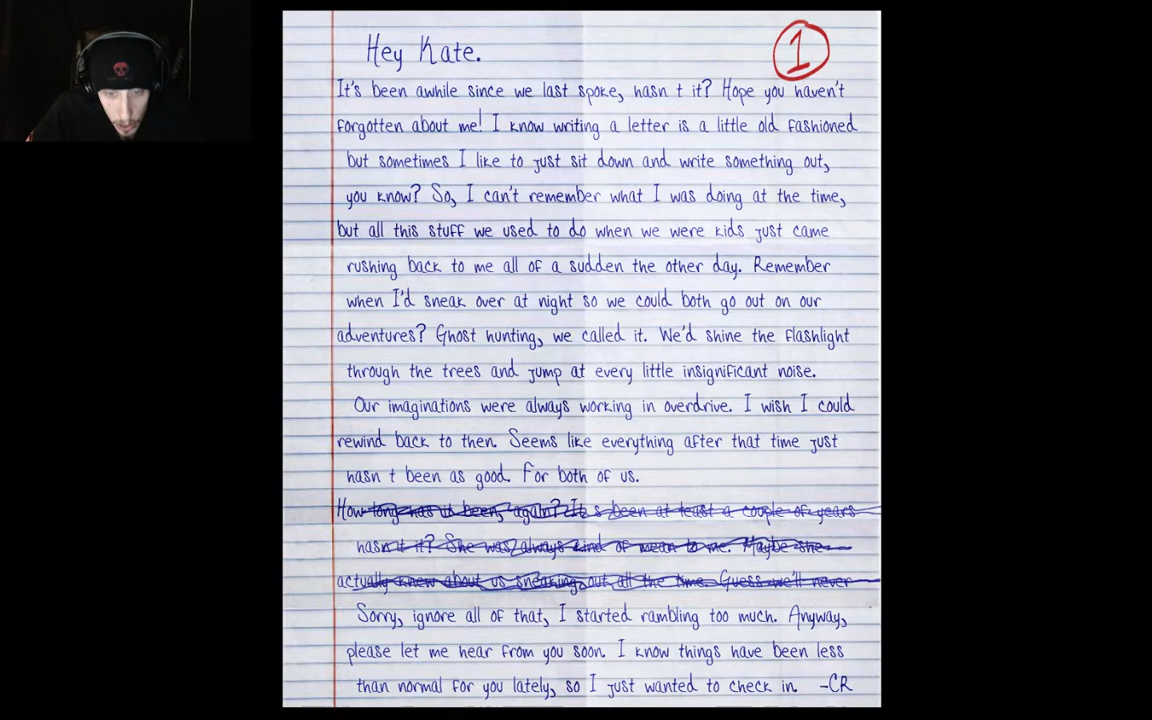 Hey Kate.
1
It's been awhile since we last spoke, hasn t it? Hope you haven't
forgotten about me! I know writing a letter is a little old fashioned
but sometimes I like to just sit down and write something out,
you know? So, I can't remember what I was doing at the time,
but all this stuff we used to do when we were kids just came
rushing back to me all of a sudden the other day. Remember
when I'd sneak over at night so we could both go out on our
adventures? Ghost hunting, we called it. We'd shine the flashlight
through the trees and jump at every little insignificant noise.
Our imaginations were always working in overdrive. I wish I could
rewind back to then. Seems like everything after that time just
hasn t been as good. For both of us.
How long has it been, again? It s been at least a couple of years
hasn t it? She was always kind of mean to me. Maybe she
actually knew about us sneaking out all the time. Guess we'll never
Sorry, ignore all of that, I started rambling too much. Anyway,
please let me hear from you soon. I know things have been less
than normal for you lately, so I just wanted to check in. -CR